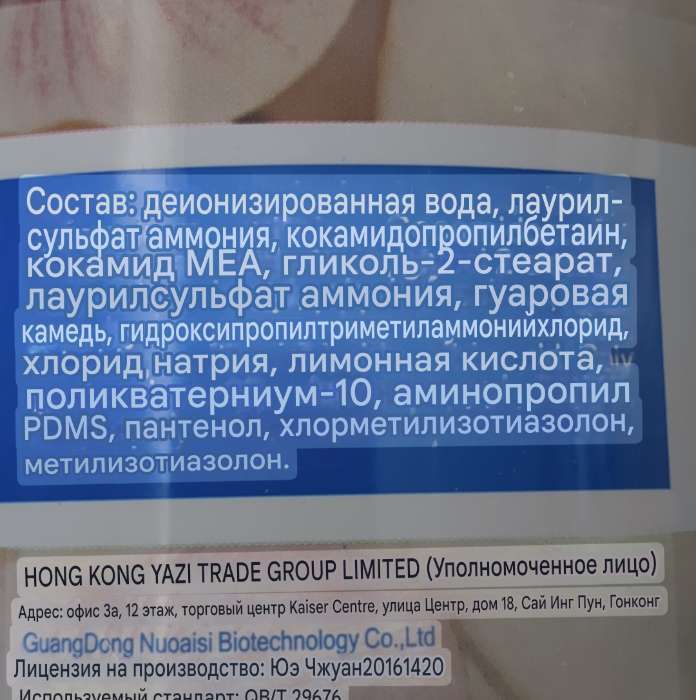 Состав: деионизированная вода, лаурил-
сульфат аммония, кокамидопропилбетаин,
кокамид MEA, гликоль-2-стеарат,
лаурилсульфат аммония, гуаровая
камедь, гидроксипропилтриметиламмонийхлорид,
хлорид натрия, лимонная кислота,
поликватерниум-10, аминопропил
PDMS, пантенол, хлорметилизотиазолон,
метилизотиазолон.
HONG KONG YAZI TRADE GROUP LIMITED (Уполномоченное лицо)
Адрес: офис 3а, 12 этаж, торговый центр Kaiser Centre, улица Центр, дом 18, Сай Инг Пун, Гонконг
GuangDong Nuoaisi Biotechnology Co.,Ltd
Лицензия на производство: Юэ Чжуан20161420
Используемый стандарт: QB/T 29676